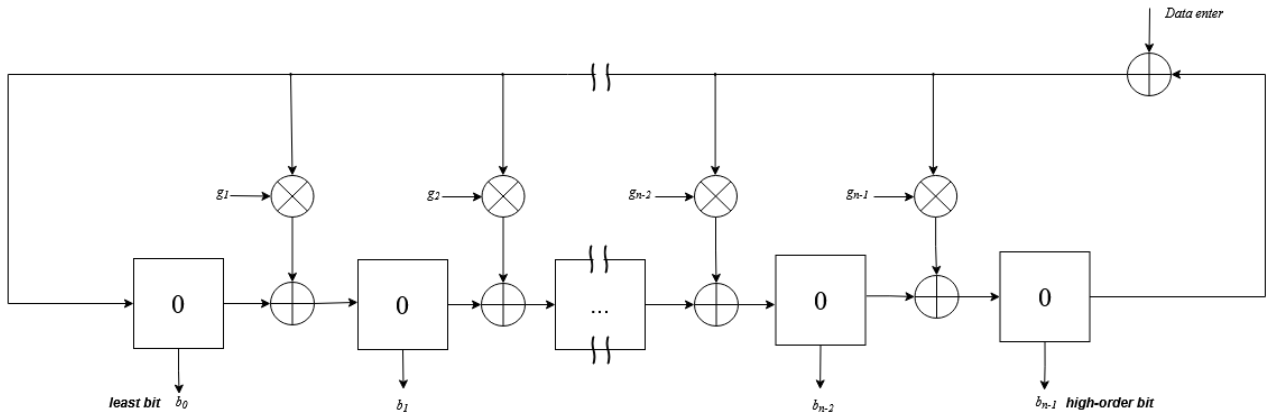 Data enter
g1
g2
gn-2
gn-1
0
0
...
0
0
least bit b0
b1
bn-2
bn-1 high-order bit